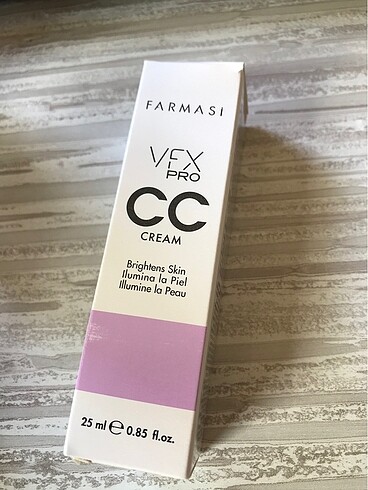 FARMASI
VFX
PRO
CC
CREAM
Brightens Skin
Ilumina la Piel
Illumine la Peau
25 ml ℮ 0.85 fl.oz.